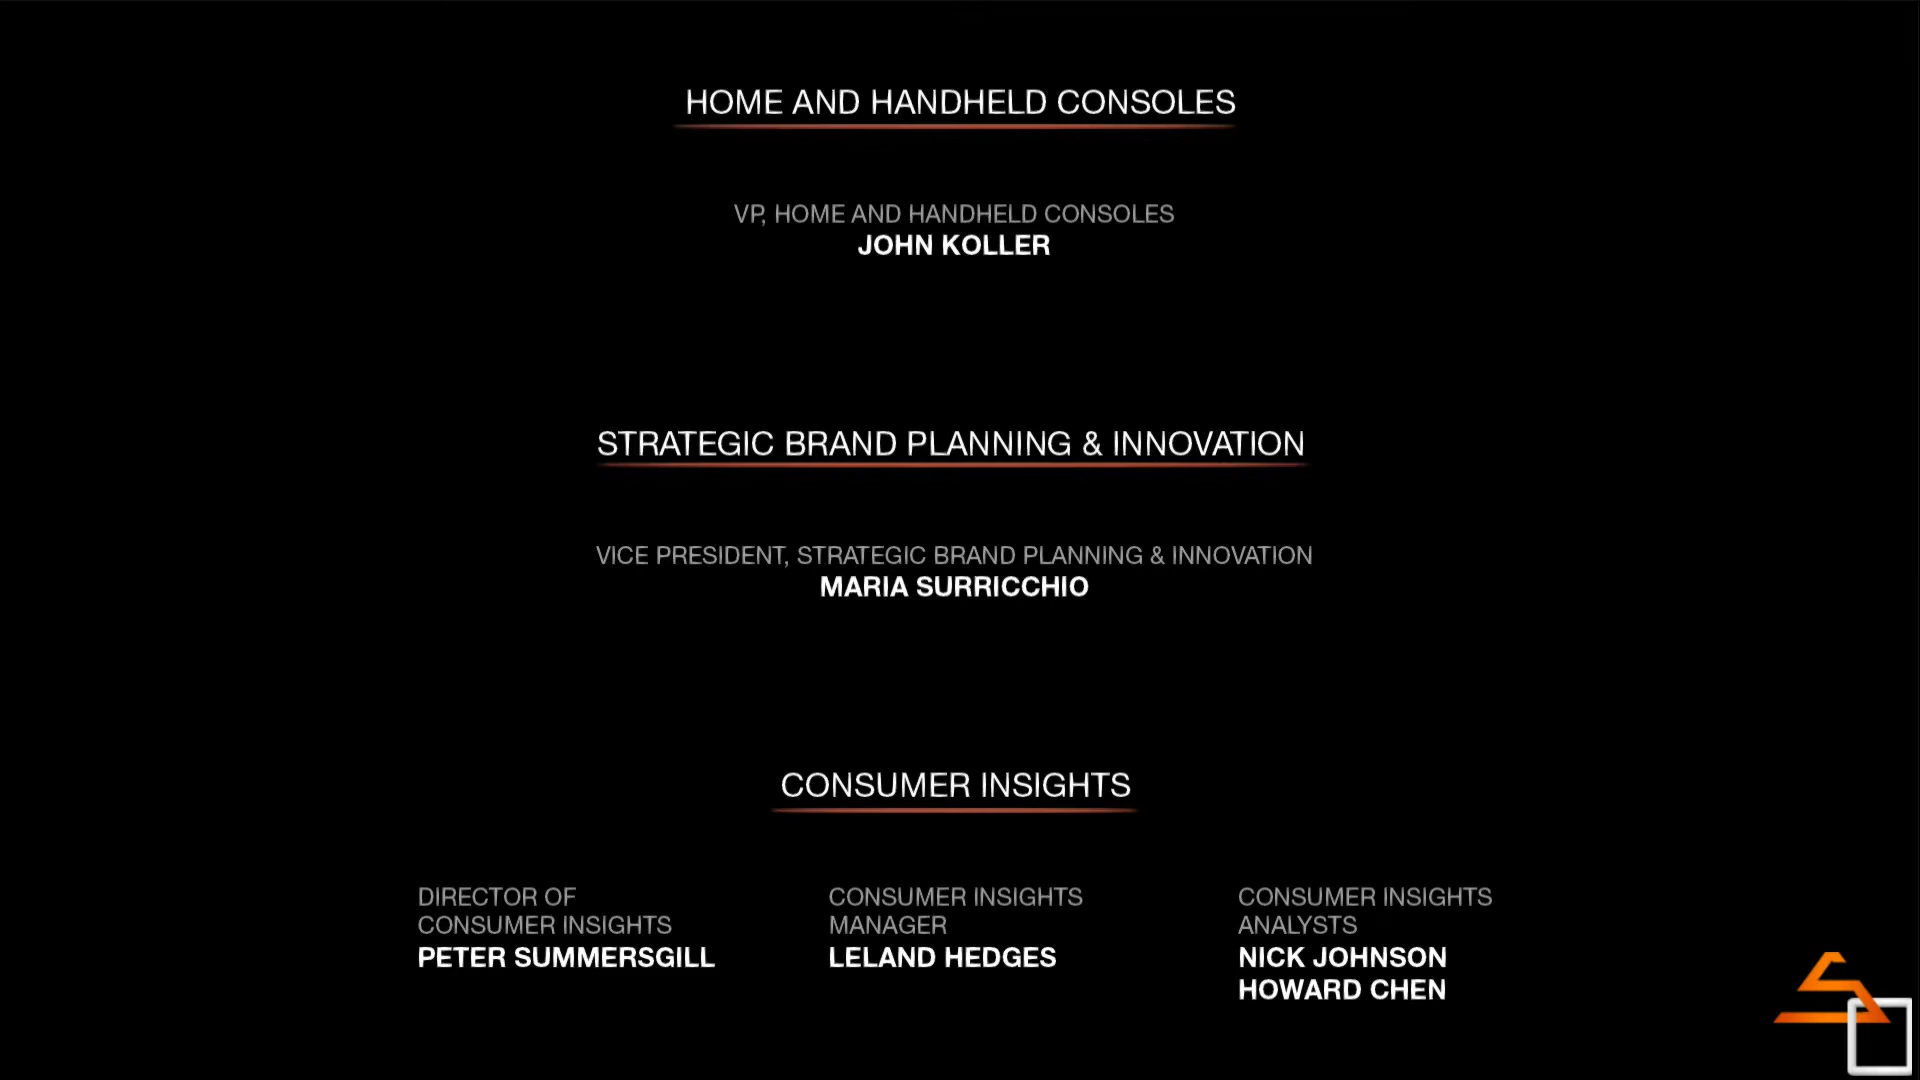 HOME AND HANDHELD CONSOLES
VP, HOME AND HANDHELD CONSOLES
JOHN KOLLER
STRATEGIC BRAND PLANNING & INNOVATION
VICE PRESIDENT, STRATEGIC BRAND PLANNING & INNOVATION
MARIA SURRICCHIO
CONSUMER INSIGHTS
DIRECTOR OF
CONSUMER INSIGHTS
PETER SUMMERSGILL
CONSUMER INSIGHTS
MANAGER
LELAND HEDGES
CONSUMER INSIGHTS
ANALYSTS
NICK JOHNSON
HOWARD CHEN